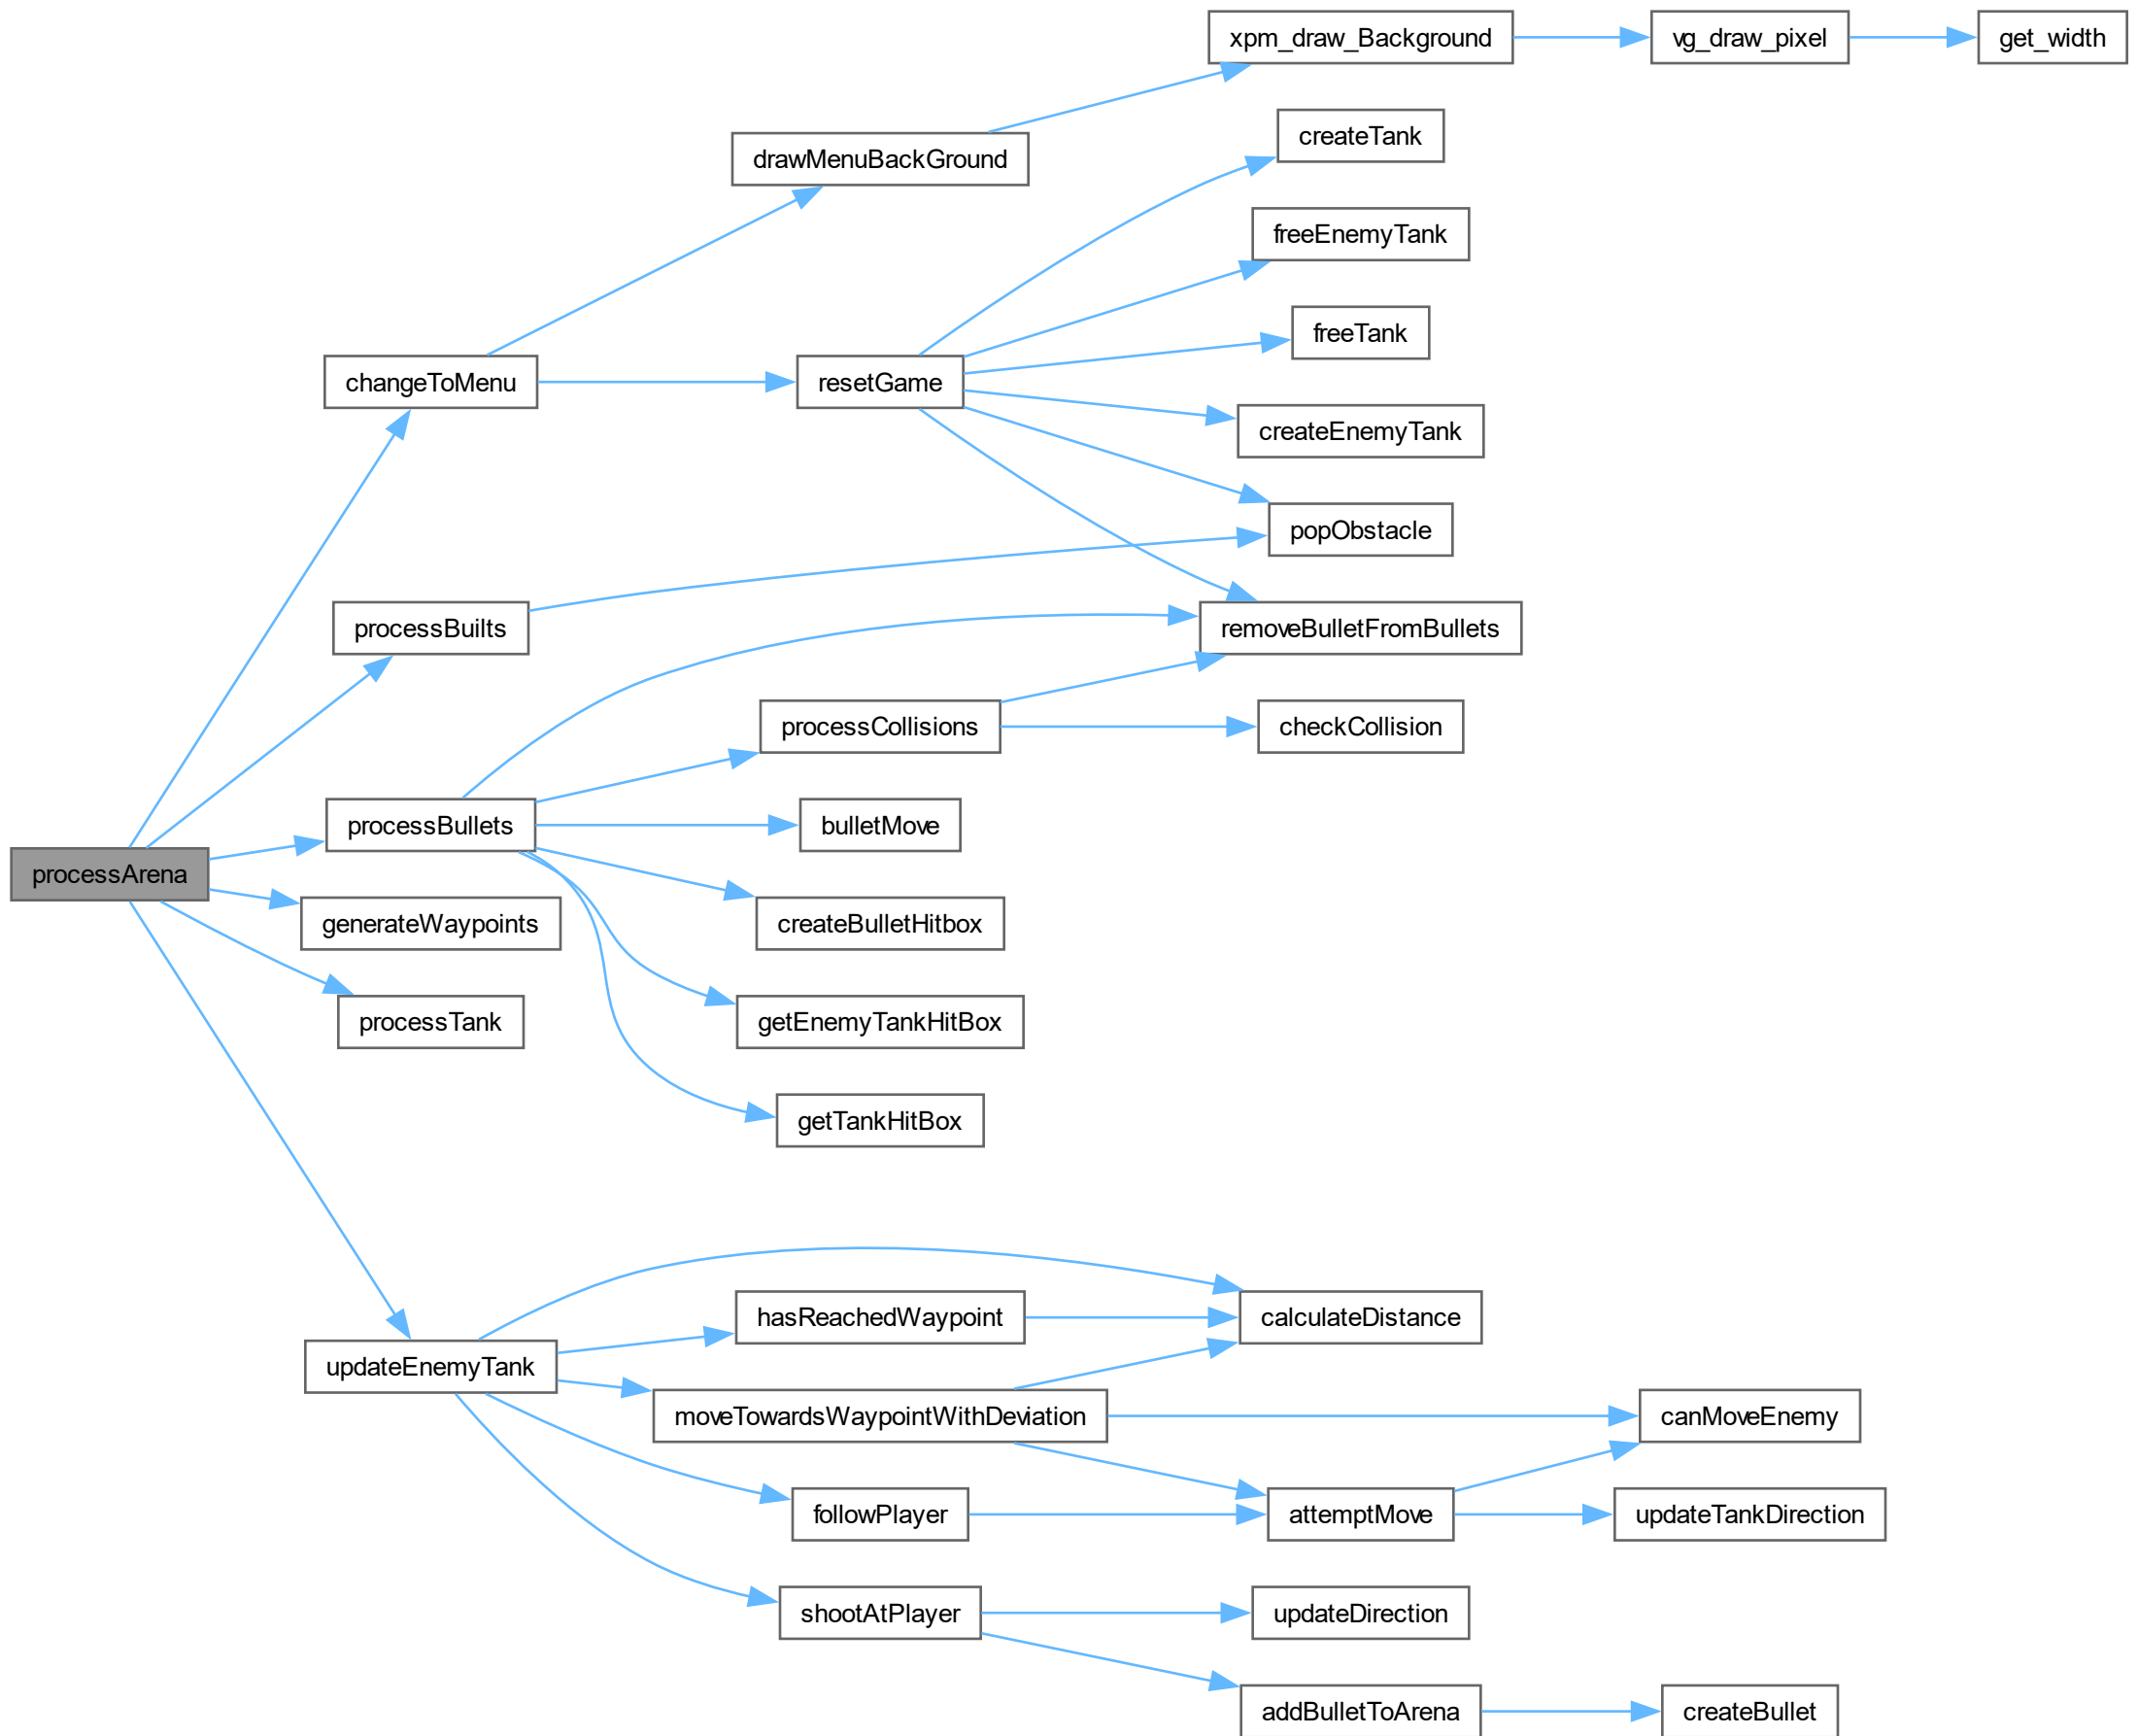 xpm_draw_Background
vg_draw_pixel
get_width
createTank
drawMenuBackGround
freeEnemyTank
freeTank
changeToMenu
resetGame
createEnemyTank
popObstacle
processBuilts
removeBulletFromBullets
processCollisions
checkCollision
processBullets
bulletMove
processArena
generateWaypoints
createBulletHitbox
processTank
getEnemyTankHitBox
getTankHitBox
hasReachedWaypoint
calculateDistance
updateEnemyTank
moveTowardsWaypointWithDeviation
canMoveEnemy
followPlayer
attemptMove
updateTankDirection
shootAtPlayer
updateDirection
addBulletToArena
createBullet